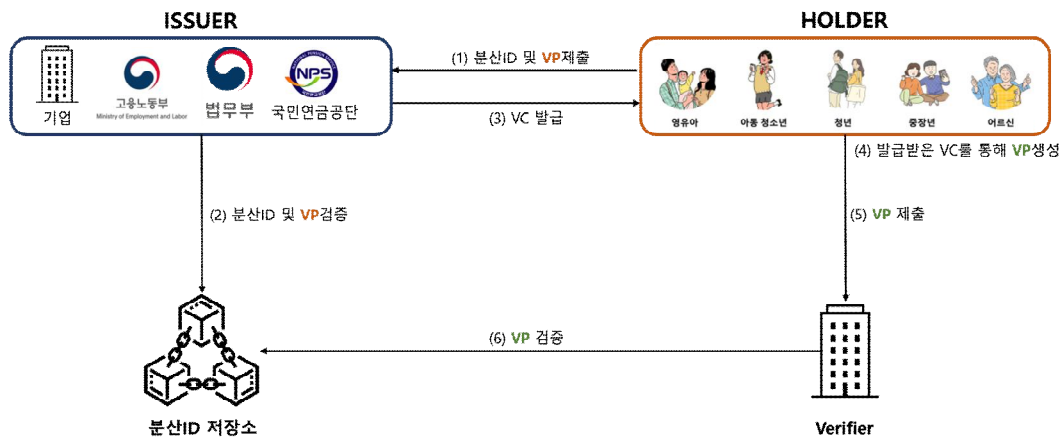 ISSUER
HOLDER
기업
고용노동부
Ministry of Employment and Labor
법무부
NPS
국민연금공단
(1) 분산ID 및 VP제출
(3) VC 발급
영유아
아동 청소년
청년
중장년
어르신
(4) 발급받은 VC를 통해 VP생성
(2) 분산ID 및 VP검증
(5) VP 제출
(6) VP 검증
분산ID 저장소
Verifier